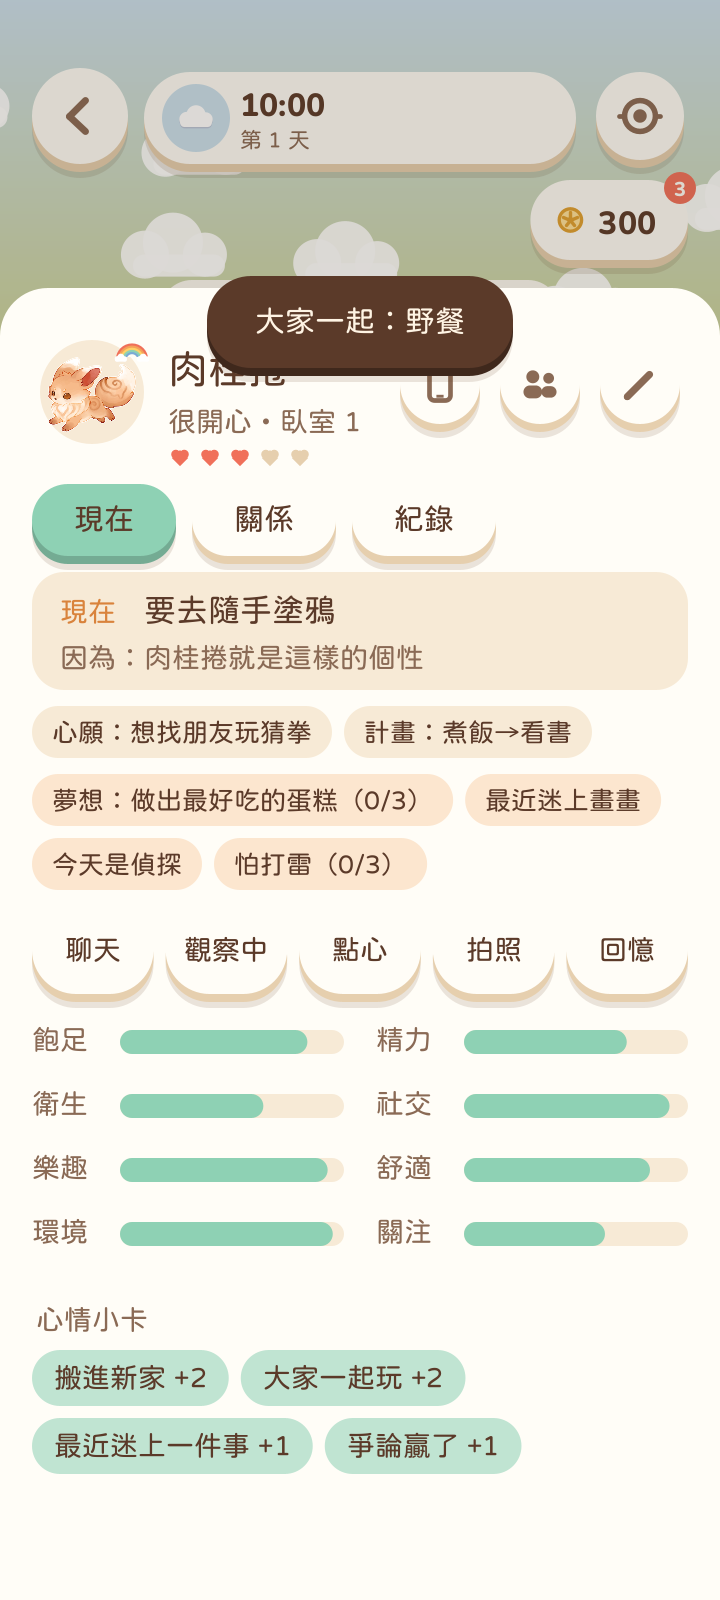 10:00
第 1 天
3
300
大家一起：野餐
肉桂捲
很開心・臥室 1
現在
關係
紀錄
現在 要去隨手塗鴉
因為：肉桂捲就是這樣的個性
心願：想找朋友玩猜拳
計畫：煮飯→看書
夢想：做出最好吃的蛋糕（0/3）
最近迷上畫畫
今天是偵探
怕打雷（0/3）
聊天
觀察中
點心
拍照
回憶
飽足
精力
衛生
社交
樂趣
舒適
環境
關注
心情小卡
搬進新家 +2
大家一起玩 +2
最近迷上一件事 +1
爭論贏了 +1